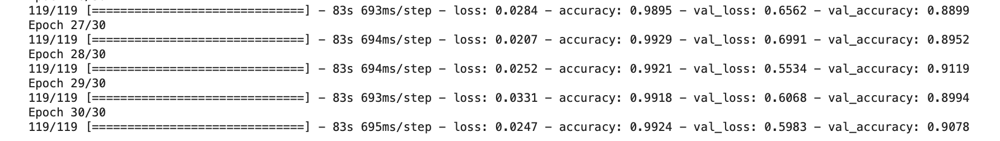 119/119 [==============================] - 83s 693ms/step - loss: 0.0284 - accuracy: 0.9895 - val_loss: 0.6562 - val_accuracy: 0.8899
Epoch 27/30
119/119 [==============================] - 83s 694ms/step - loss: 0.0207 - accuracy: 0.9929 - val_loss: 0.6991 - val_accuracy: 0.8952
Epoch 28/30
119/119 [==============================] - 83s 694ms/step - loss: 0.0252 - accuracy: 0.9921 - val_loss: 0.5534 - val_accuracy: 0.9119
Epoch 29/30
119/119 [==============================] - 83s 693ms/step - loss: 0.0331 - accuracy: 0.9918 - val_loss: 0.6068 - val_accuracy: 0.8994
Epoch 30/30
119/119 [==============================] - 83s 695ms/step - loss: 0.0247 - accuracy: 0.9924 - val_loss: 0.5983 - val_accuracy: 0.9078